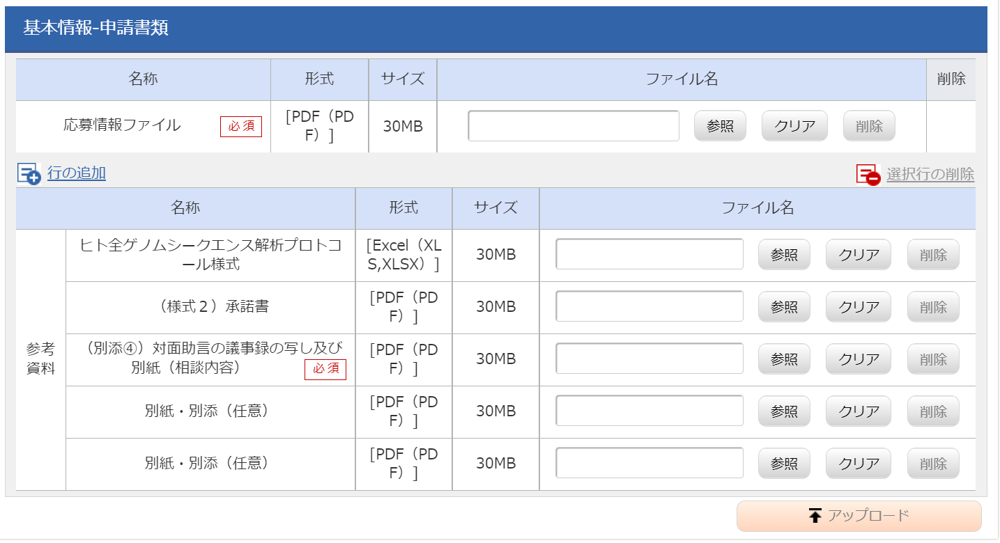 基本情報-申請書類
名称 形式 サイズ ファイル名 削除
応募情報ファイル 必須 [PDF（PD
F）] 30MB 参照 クリア 削除
行の追加 選択行の削除
名称 形式 サイズ ファイル名
参考
資料
ヒト全ゲノムシークエンス解析プロトコ
ール様式
[Excel（XL
S,XLSX）]
30MB 参照 クリア 削除
（様式２）承諾書
[PDF（PD
F）]
30MB 参照 クリア 削除
（別添④）対面助言の議事録の写し及び
別紙（相談内容） 必須
[PDF（PD
F）]
30MB 参照 クリア 削除
別紙・別添（任意）
[PDF（PD
F）]
30MB 参照 クリア 削除
別紙・別添（任意）
[PDF（PD
F）]
30MB 参照 クリア 削除
アップロード